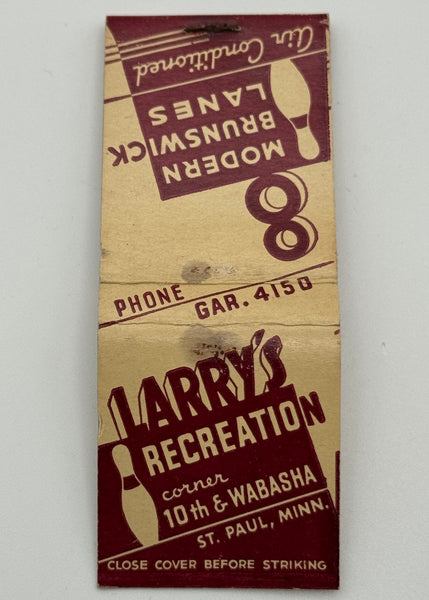 Air Conditioned
8 MODERN
BRUNSWICK
LANES
PHONE GAR. 4150
LARRY'S
RECREATION
corner
10th & WABASHA
ST. PAUL, MINN.
CLOSE COVER BEFORE STRIKING